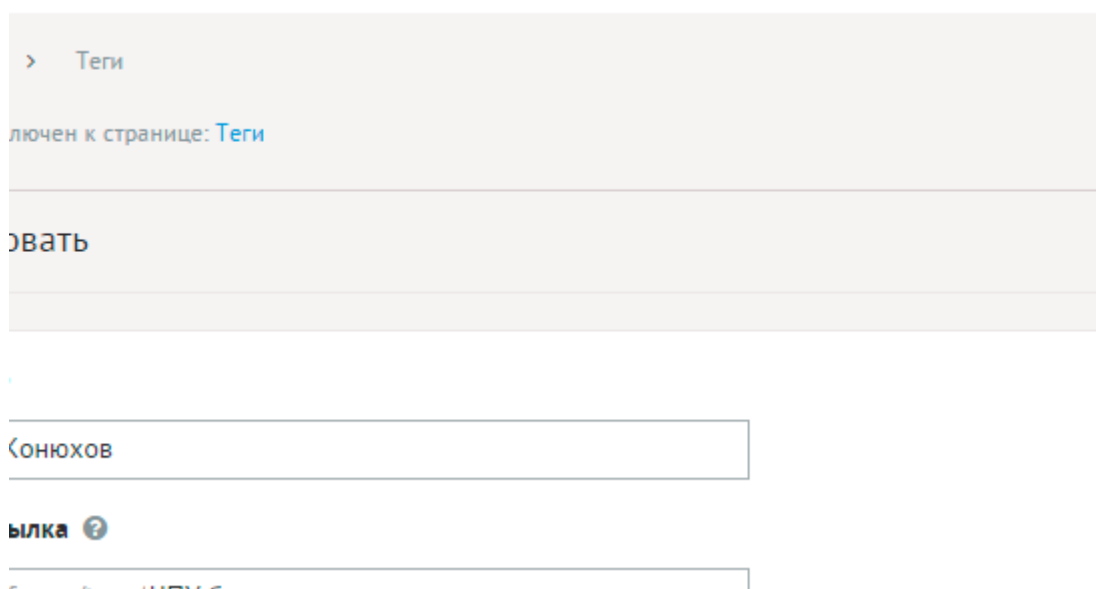 > Теги
лючен к странице: Теги
овать
Конюхов
ылка ?